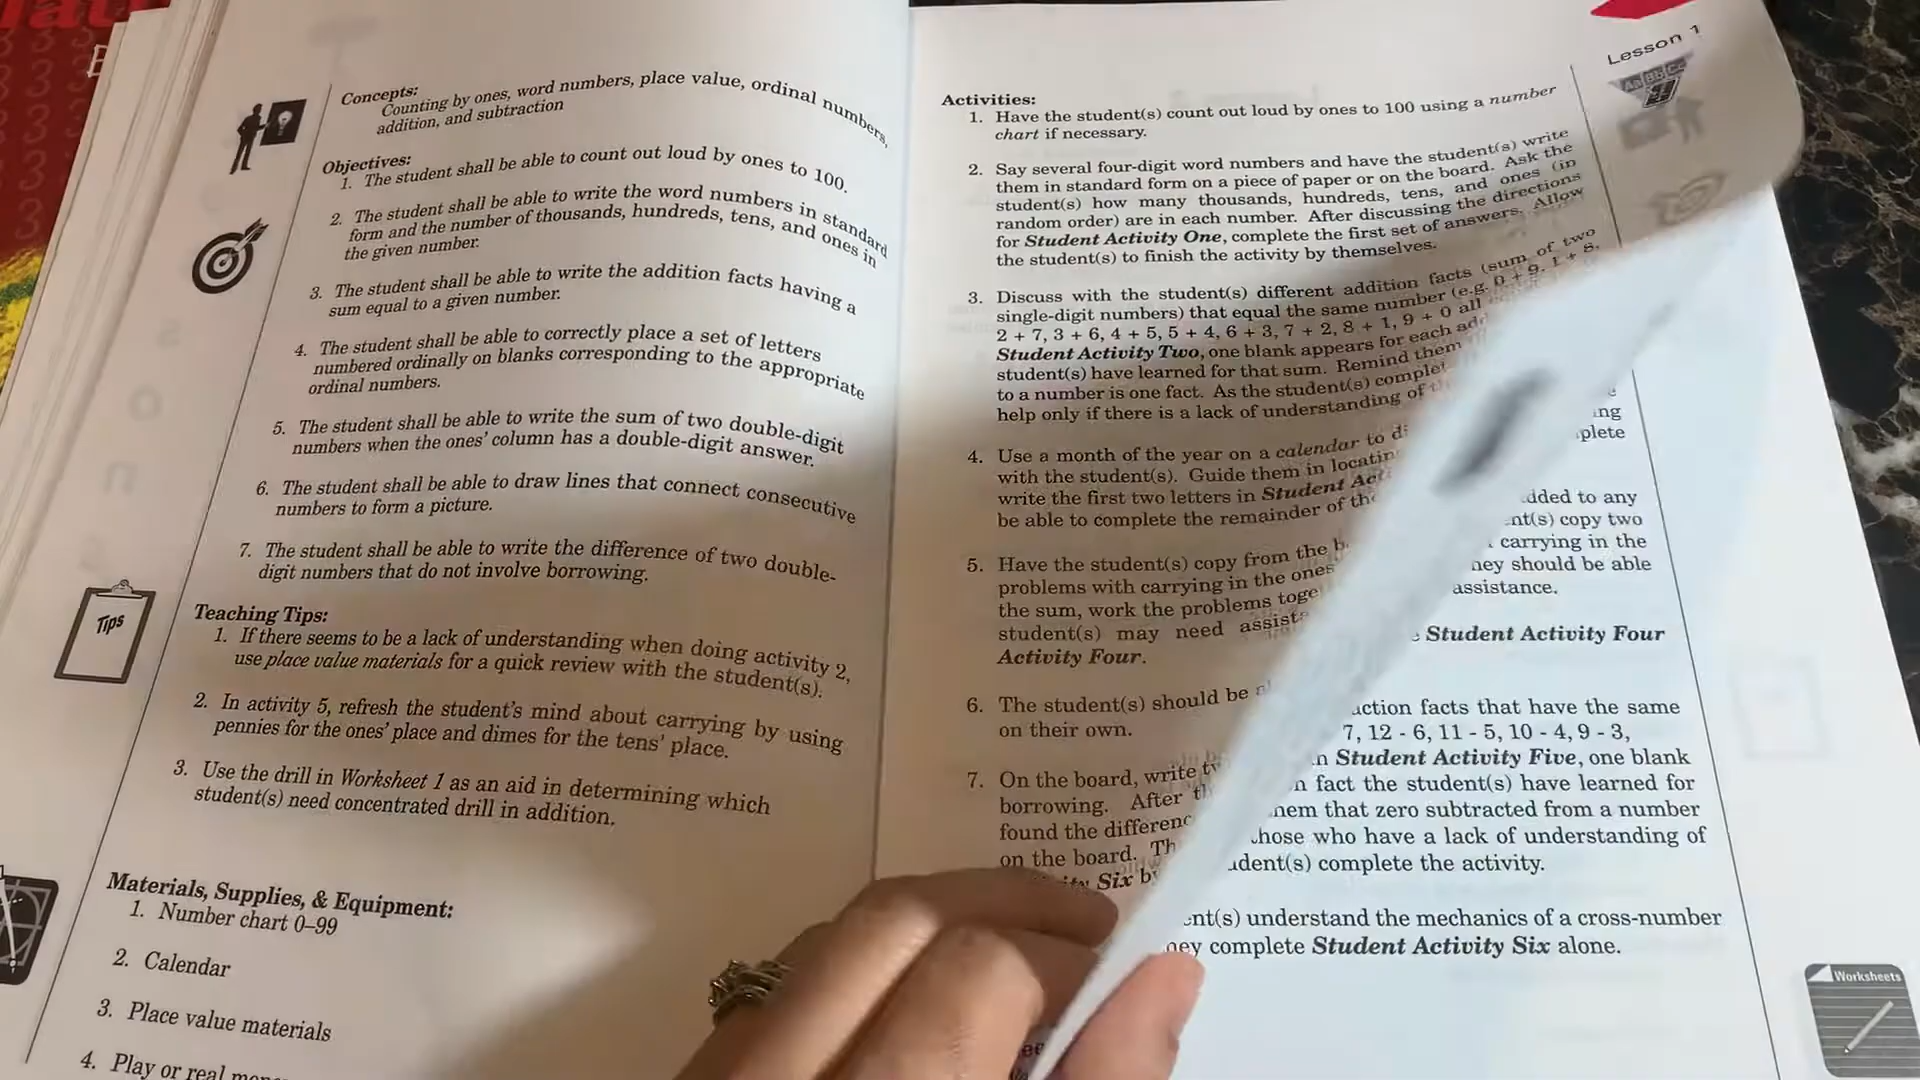 Concepts:
Counting by ones, word numbers, place value, ordinal numbers,
addition, and subtraction
Objectives:
1. The student shall be able to count out loud by ones to 100.
2. The student shall be able to write the word numbers in standard
form and the number of thousands, hundreds, tens, and ones in
the given number.
3. The student shall be able to write the addition facts having a
sum equal to a given number.
4. The student shall be able to correctly place a set of letters
numbered ordinally on blanks corresponding to the appropriate
ordinal numbers.
5. The student shall be able to write the sum of two double-digit
numbers when the ones' column has a double-digit answer.
6. The student shall be able to draw lines that connect consecutive
numbers to form a picture.
7. The student shall be able to write the difference of two double-
digit numbers that do not involve borrowing.
Tips
Teaching Tips:
1. If there seems to be a lack of understanding when doing activity 2,
use place value materials for a quick review with the student(s).
2. In activity 5, refresh the student's mind about carrying by using
pennies for the ones' place and dimes for the tens' place.
3. Use the drill in Worksheet 1 as an aid in determining which
student(s) need concentrated drill in addition.
Materials, Supplies, & Equipment:
1. Number chart 0–99
2. Calendar
3. Place value materials
4. Play or real
Lesson 1
Activities:
1. Have the student(s) count out loud by ones to 100 using a number
chart if necessary.
2. Say several four-digit word numbers and have the student(s) write
them in standard form on a piece of paper or on the board. Ask the
student(s) how many thousands, hundreds, tens, and ones (in
random order) are in each number. After discussing the directions
for Student Activity One, complete the first set of answers. Allow
the student(s) to finish the activity by themselves.
3. Discuss with the student(s) different addition facts (sum of two
single-digit numbers) that equal the same number (e.g. 0 + 9, 1 + 8,
2 + 7, 3 + 6, 4 + 5, 5 + 4, 6 + 3, 7 + 2, 8 + 1, 9 + 0 all
Student Activity Two, one blank appears for each
student(s) have learned for that sum. Remind them
to a number is one fact. As the student(s)
help only if there is a lack of understanding of
4. Use a month of the year on a calendar to
with the student(s). Guide them in
write the first two letters in Student
be able to complete the remainder of
5. Have the student(s) copy from the
problems with carrying in the ones
the sum, work the problems
student(s) may need
Activity Four.
6. The student(s) should be
on their own.
7. On the board, write
borrowing. After
found the
on the board.
Six
added to any
copy two
carrying in the
should be able
assistance.
Student Activity Four
facts that have the same
7, 12 - 6, 11 - 5, 10 - 4, 9 - 3,
Student Activity Five, one blank
fact the student(s) have learned for
that zero subtracted from a number
those who have a lack of understanding of
complete the activity.
understand the mechanics of a cross-number
complete Student Activity Six alone.
Worksheets